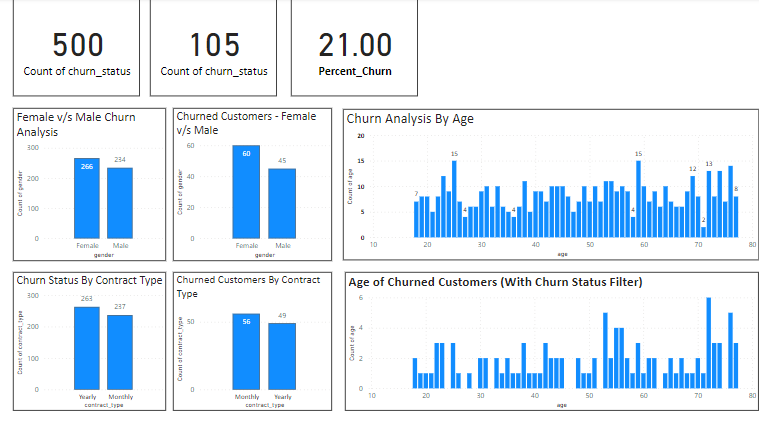 500
Count of churn_status
105
Count of churn_status
21.00
Percent_Churn
Female v/s Male Churn
Analysis
300
200
100
0
Count of gender
266
234
Female
Male
gender
Churned Customers - Female
v/s Male
60
40
20
0
Count of gender
60
45
Female
Male
gender
Churn Analysis By Age
20
15
10
5
0
Count of age
7
15
4
4
4
15
12
2
13
8
10
20
30
40
50
60
70
80
age
Churn Status By Contract Type
300
200
100
0
Count of contract_type
263
237
Yearly
Monthly
contract_type
Churned Customers By Contract
Type
50
0
Count of contract_type
56
49
Monthly
Yearly
contract_type
Age of Churned Customers (With Churn Status Filter)
6
4
2
0
Count of age
10
20
30
40
50
60
70
80
age